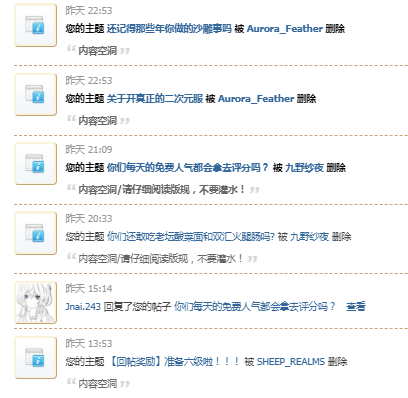 昨天 22:53
您的主题 还记得那些年你做的沙雕事吗 被 Aurora_Feather 删除
“ 内容空洞 ”
昨天 22:53
您的主题 关于开真正的二次元服 被 Aurora_Feather 删除
“ 内容空洞 ”
昨天 21:09
您的主题 你们每天的免费人气都会拿去评分吗？ 被 九野纱夜 删除
“ 内容空洞/请仔细阅读版规，不要灌水！ ”
昨天 20:33
您的主题 你们还敢吃老坛酸菜面和双汇火腿肠吗? 被 九野纱夜 删除
“ 内容空洞/请仔细阅读版规，不要灌水！ ”
昨天 15:14
Jnai.243 回复了您的帖子 你们每天的免费人气都会拿去评分吗？ 查看
昨天 13:53
您的主题 【回帖奖励】准备六级啦！！！ 被 SHEEP_REALMS 删除
“ 内容空洞 ”